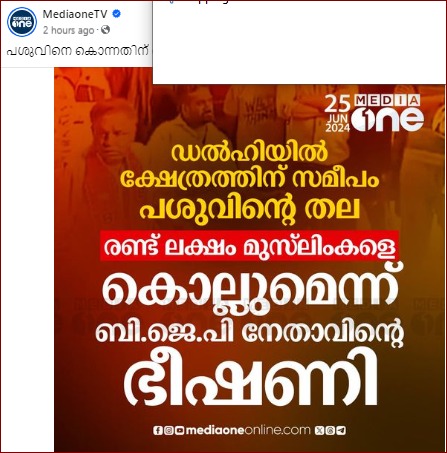 MediaoneTV
2 hours ago
പശുവിനെ കൊന്നതിന്
25
JUN
2024
MEDIA
one
ഡൽഹിയിൽ
ക്ഷേത്രത്തിന് സമീപം
പശുവിന്റെ തല
രണ്ട് ലക്ഷം മുസ്‌ലിംകളെ
കൊല്ലുമെന്ന്
ബി.ജെ.പി നേതാവിന്റെ
ഭീഷണി
mediaoneonline.com